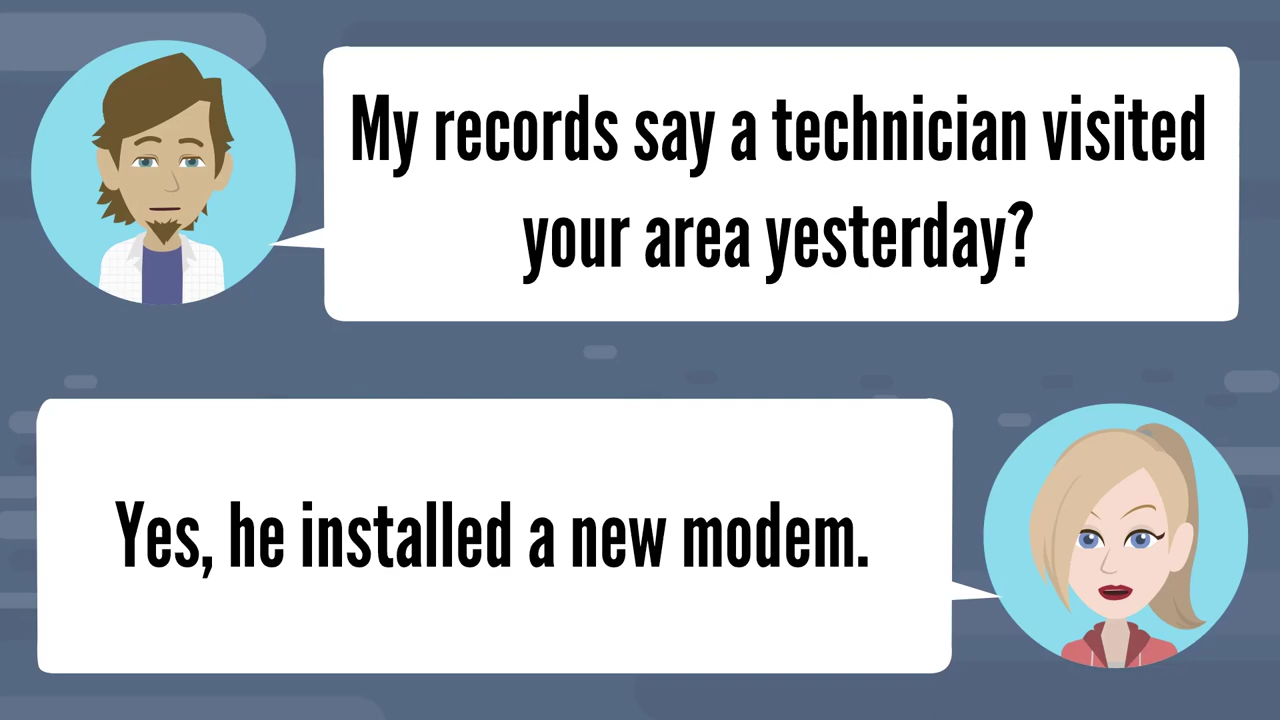 My records say a technician visited
your area yesterday?
Yes, he installed a new modem.